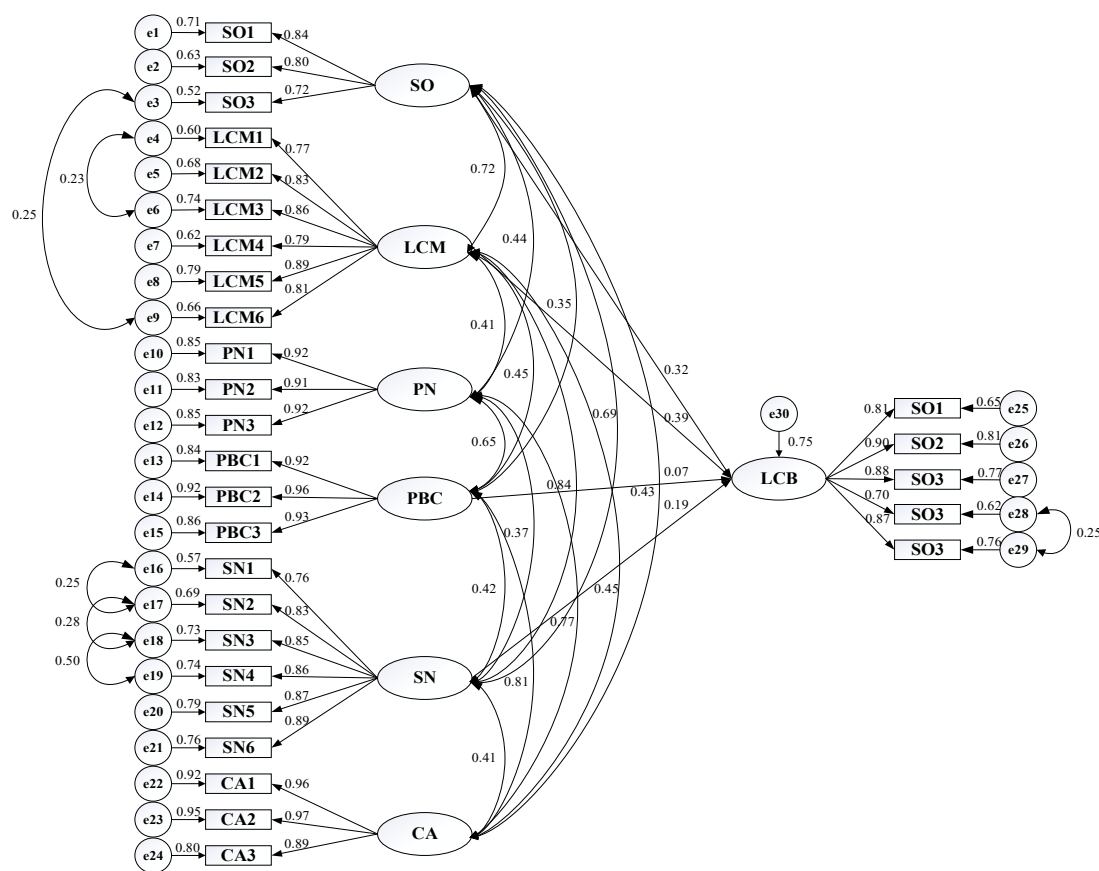 e1 0.71 SO1 0.84
e2 0.63 SO2 0.80
SO
e3 0.52 SO3 0.72
e4 0.60 LCM1 0.77
e5 0.68 LCM2 0.83
0.72
0.23
e6 0.74 LCM3 0.86
0.25
e7 0.62 LCM4 0.79
LCM
0.44
e8 0.79 LCM5 0.89
e9 0.66 LCM6 0.81
0.35
0.41
e10 0.85 PN1 0.92
e11 0.83 PN2 0.91
PN
0.45
0.32
e12 0.85 PN3 0.92
0.69
0.39
0.65
e30
0.75
0.81 SO1 0.65 e25
0.90 SO2 0.81 e26
e13 0.84 PBC1 0.92
0.07
LCB
0.88 SO3 0.77 e27
e14 0.92 PBC2 0.96
PBC
0.84
0.43
0.19
0.70 SO3 0.62 e28
0.25
0.87 SO3 0.76 e29
e15 0.86 PBC3 0.93
0.37
e16 0.57 SN1 0.76
0.25
0.42
0.45
e17 0.69 SN2 0.83
0.28
0.77
e18 0.73 SN3 0.85
0.50
e19 0.74 SN4 0.86
SN
0.81
e20 0.79 SN5 0.87
e21 0.76 SN6 0.89
0.41
e22 0.92 CA1 0.96
e23 0.95 CA2 0.97
CA
e24 0.80 CA3 0.89